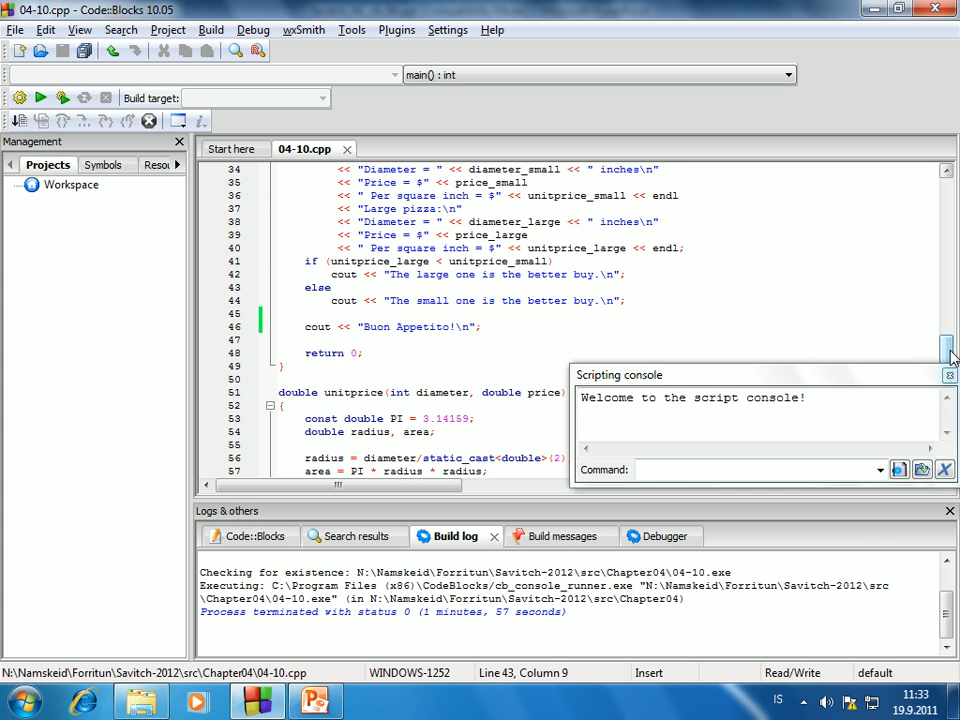 04-10.cpp - Code::Blocks 10.05
File Edit View Search Project Build Debug wxSmith Tools Plugins Settings Help
main() : int
Build target:
Management
Projects Symbols Resou
Workspace
Start here 04-10.cpp
34 << "Diameter = " << diameter_small << " inches\n"
35 << "Price = $" << price_small
36 << " Per square inch = $" << unitprice_small << endl
37 << "Large pizza:\n"
38 << "Diameter = " << diameter_large << " inches\n"
39 << "Price = $" << price_large
40 << " Per square inch = $" << unitprice_large << endl;
41 if (unitprice_large < unitprice_small)
42 cout << "The large one is the better buy.\n";
43 else
44 cout << "The small one is the better buy.\n";
45
46 cout << "Buon Appetito!\n";
47
48 return 0;
49 }
50
51 double unitprice(int diameter, double price)
52 {
53 const double PI = 3.14159;
54 double radius, area;
55
56 radius = diameter/static_cast<double>(2)
57 area = PI * radius * radius;
Scripting console
Welcome to the script console!
Command:
Logs & others
Code::Blocks Search results Build log Build messages Debugger
Checking for existence: N:\Namskeid\Forritun\Savitch-2012\src\Chapter04\04-10.exe
Executing: C:\Program Files (x86)\CodeBlocks/cb_console_runner.exe "N:\Namskeid\Forritun\Savitch-2012\src
\Chapter04\04-10.exe" (in N:\Namskeid\Forritun\Savitch-2012\src\Chapter04)
Process terminated with status 0 (1 minutes, 57 seconds)
N:\Namskeid\Forritun\Savitch-2012\src\Chapter04\04-10.cpp WINDOWS-1252 Line 43, Column 9 Insert Read/Write default
IS 11:33
19.9.2011